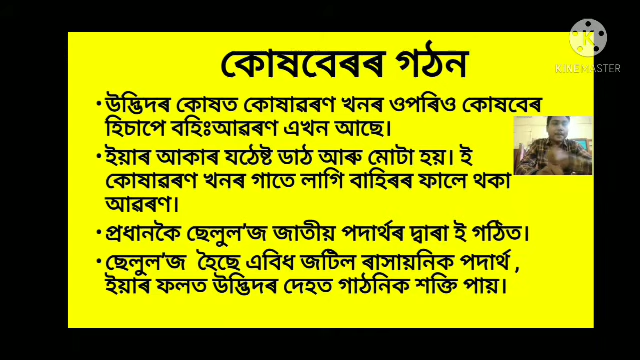 কোষবেৰৰ গঠন
•উদ্ভিদৰ কোষত কোষাৱৰণ খনৰ ওপৰিও কোষবেৰ
হিচাপে বহিঃআৱৰণ এখন আছে।
•ইয়াৰ আকাৰ যঠেষ্ট ডাঠ আৰু মোটা হয়। ই
কোষাৱৰণ খনৰ গাতে লাগি বাহিৰৰ ফালে থকা
আৱৰণ।
•প্ৰধানকৈ ছেলুল'জ জাতীয় পদাৰ্থৰ দ্বাৰা ই গঠিত।
•ছেলুল'জ হৈছে এবিধ জটিল ৰাসায়নিক পদাৰ্থ ,
ইয়াৰ ফলত উদ্ভিদৰ দেহত গাঠনিক শক্তি পায়।
KINEMASTER